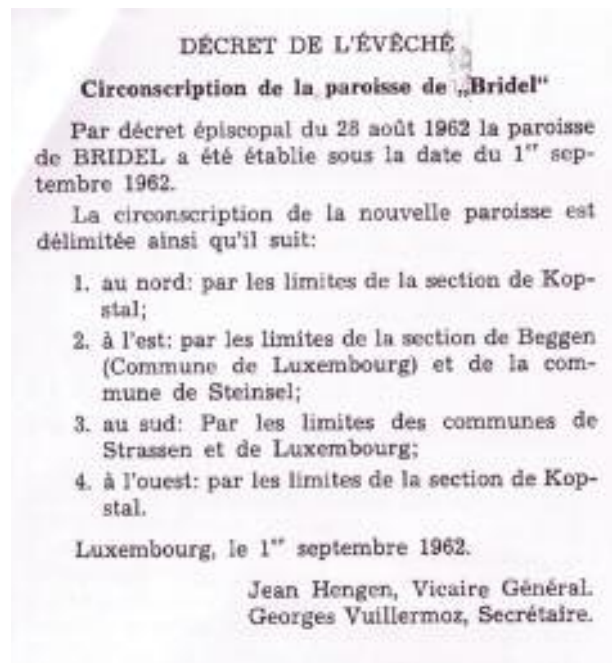 DÉCRET DE L'ÉVÊCHÉ
Circonscription de la paroisse de „Bridel“
Par décret épiscopal du 28 août 1962 la paroisse
de BRIDEL a été établie sous la date du 1er sep-
tembre 1962.
La circonscription de la nouvelle paroisse est
délimitée ainsi qu'il suit:
1. au nord: par les limites de la section de Kop-
stal;
2. à l'est: par les limites de la section de Beggen
(Commune de Luxembourg) et de la com-
mune de Steinsel;
3. au sud: Par les limites des communes de
Strassen et de Luxembourg;
4. à l'ouest: par les limites de la section de Kop-
stal.
Luxembourg, le 1er septembre 1962.
Jean Hengen, Vicaire Général.
Georges Vuillermoz, Secrétaire.